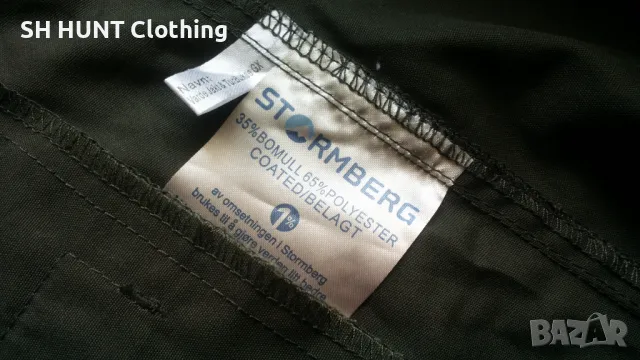 SH HUNT Clothing
Navn:
STORMBERG
35%BOMULL 65%POLYESTER
COATED/BELAGT
1%
av omsetningen i Stormberg
brukes til å gjøre verden litt bedre
BAZAR